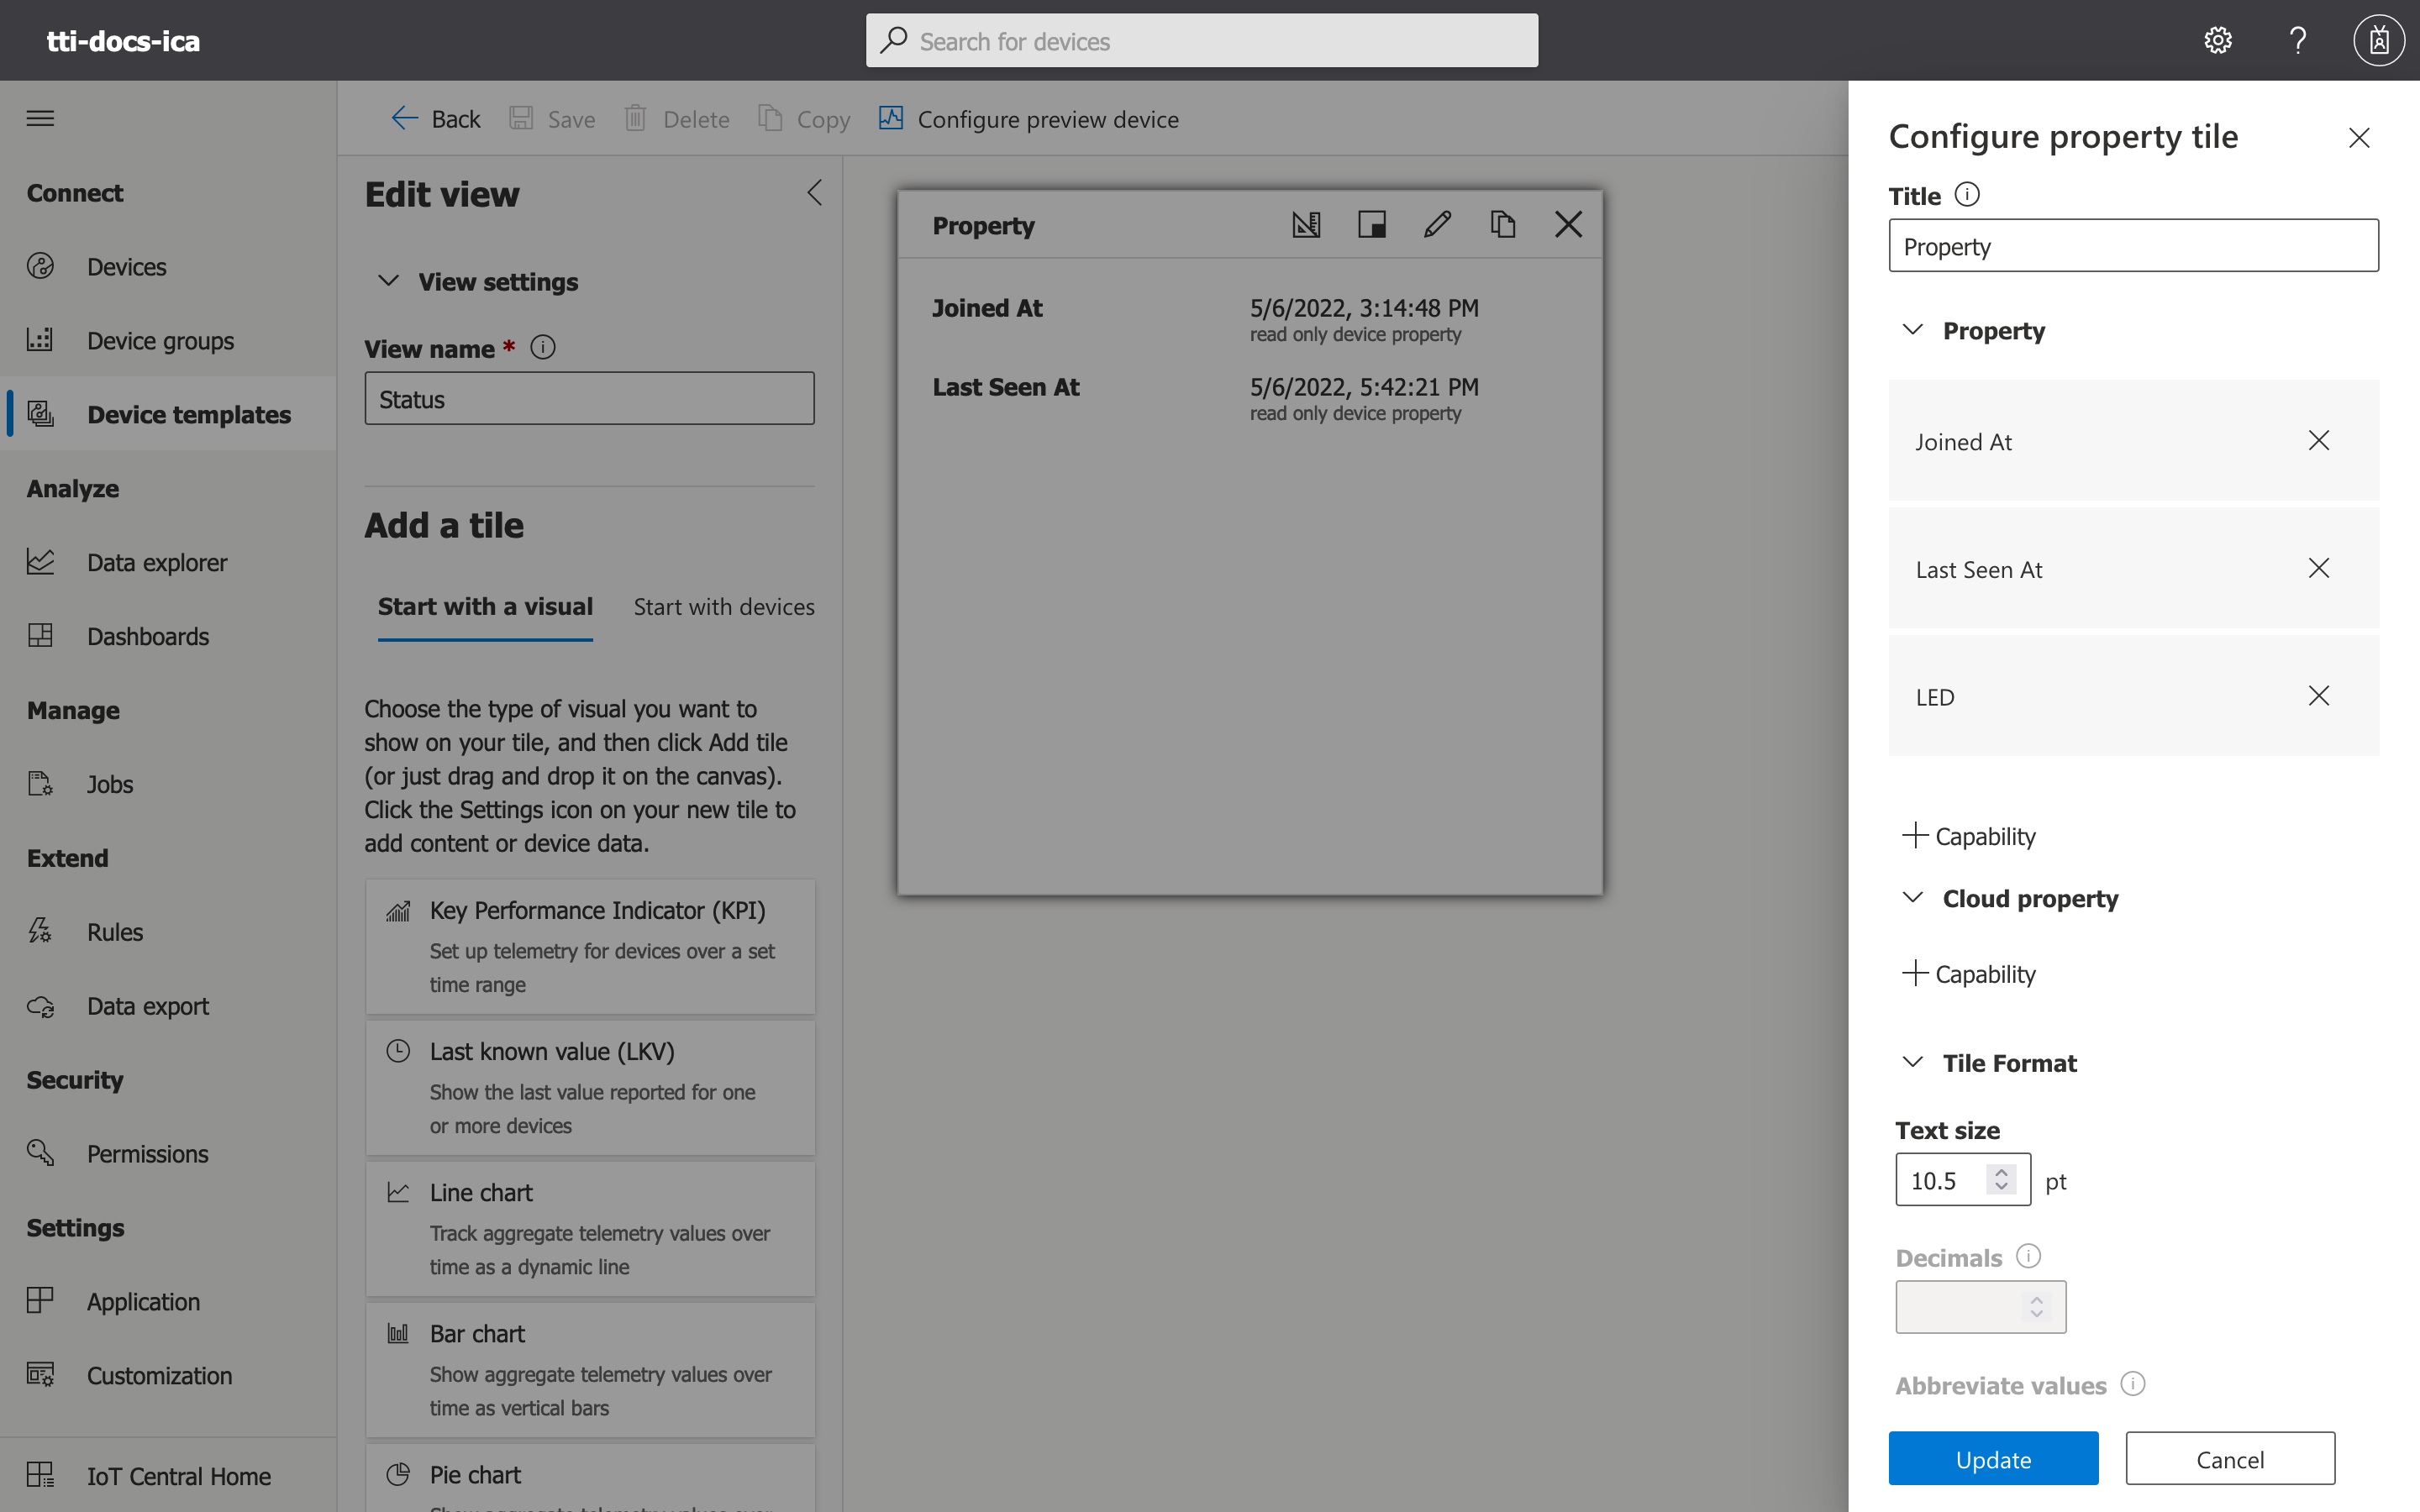 tti-docs-ica
Search for devices
Connect
Devices
Device groups
Device templates
Analyze
Data explorer
Dashboards
Manage
Jobs
Extend
Rules
Data export
Security
Permissions
Settings
Application
Customization
IoT Central Home
Back
Save
Delete
Copy
Configure preview device
Edit view
View settings
View name *
Status
Add a tile
Start with a visual
Start with devices
Choose the type of visual you want to
show on your tile, and then click Add tile
(or just drag and drop it on the canvas).
Click the Settings icon on your new tile to
add content or device data.
Key Performance Indicator (KPI)
Set up telemetry for devices over a set
time range
Last known value (LKV)
Show the last value reported for one
or more devices
Line chart
Track aggregate telemetry values over
time as a dynamic line
Bar chart
Show aggregate telemetry values over
time as vertical bars
Pie chart
Property
Joined At
5/6/2022, 3:14:48 PM
read only device property
Last Seen At
5/6/2022, 5:42:21 PM
read only device property
Configure property tile
Title
Property
Property
Joined At
Last Seen At
LED
Capability
Cloud property
Capability
Tile Format
Text size
10.5
pt
Decimals
Abbreviate values
Update
Cancel